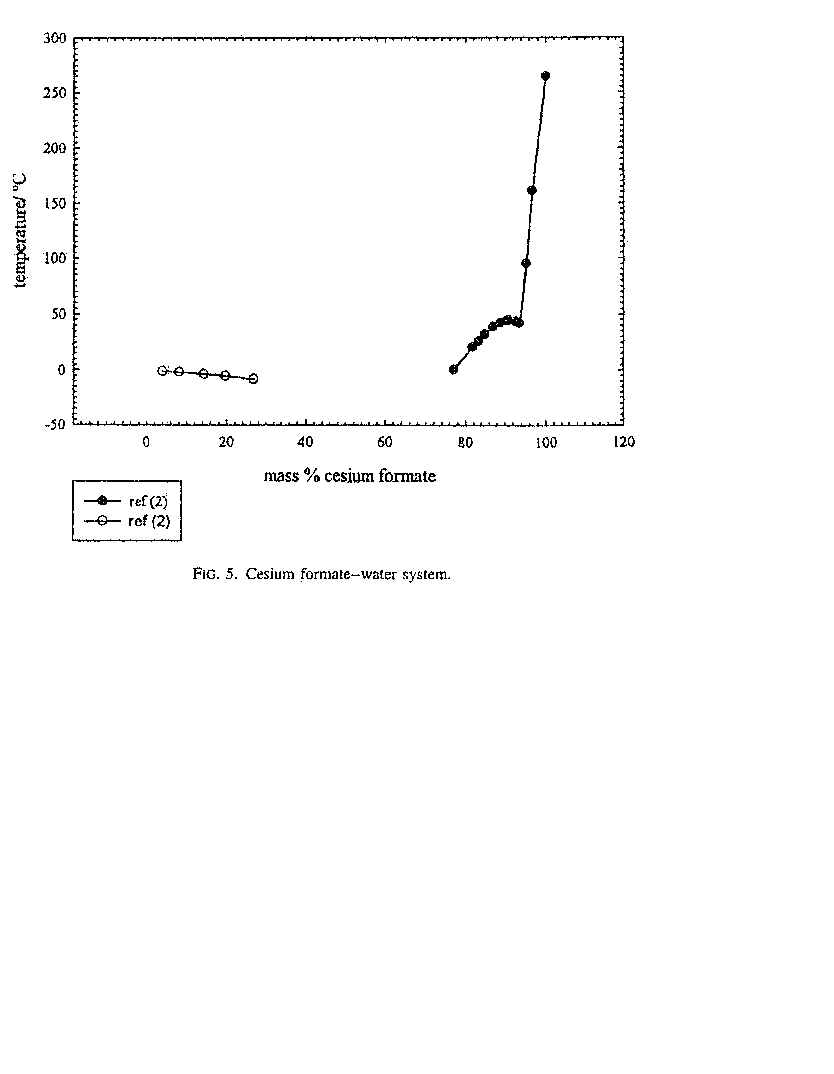 300
250
200
150
100
50
0
-50
temperature/ °C
0 20 40 60 80 100 120
mass % cesium formate
ref (2)
ref (2)
FIG. 5. Cesium formate–water system.